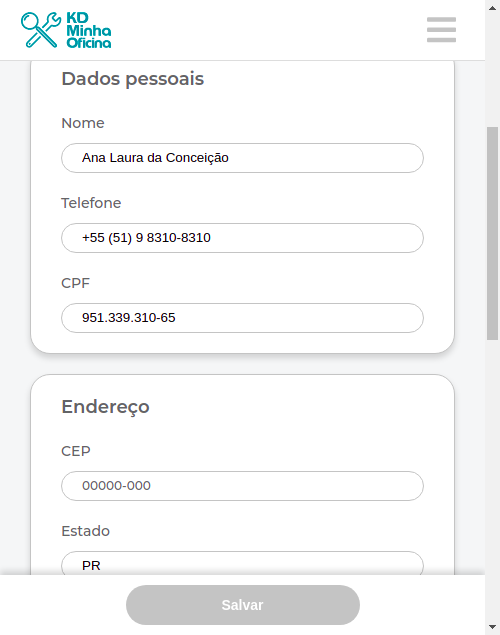 KD
Minha
Oficina
Dados pessoais
Nome
Ana Laura da Conceição
Telefone
+55 (51) 9 8310-8310
CPF
951.339.310-65
Endereço
CEP
00000-000
Estado
PR
Salvar